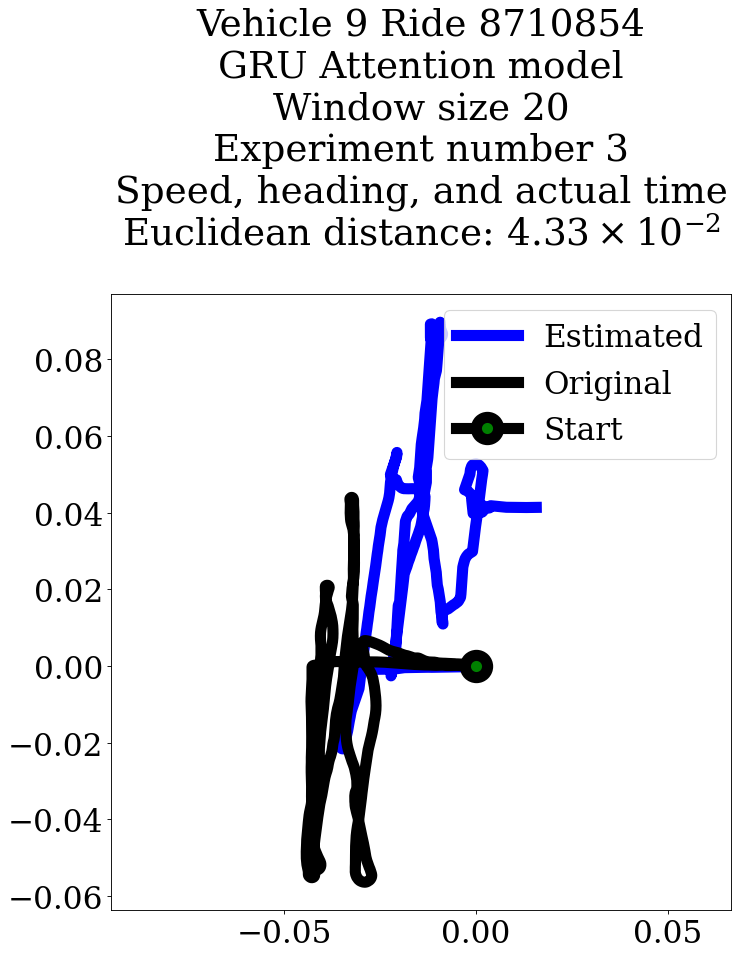 Vehicle 9 Ride 8710854
GRU Attention model
Window size 20
Experiment number 3
Speed, heading, and actual time
Euclidean distance: 4.33 × 10⁻²
Estimated
Original
Start
0.08
0.06
0.04
0.02
0.00
−0.02
−0.04
−0.06
−0.05
0.00
0.05